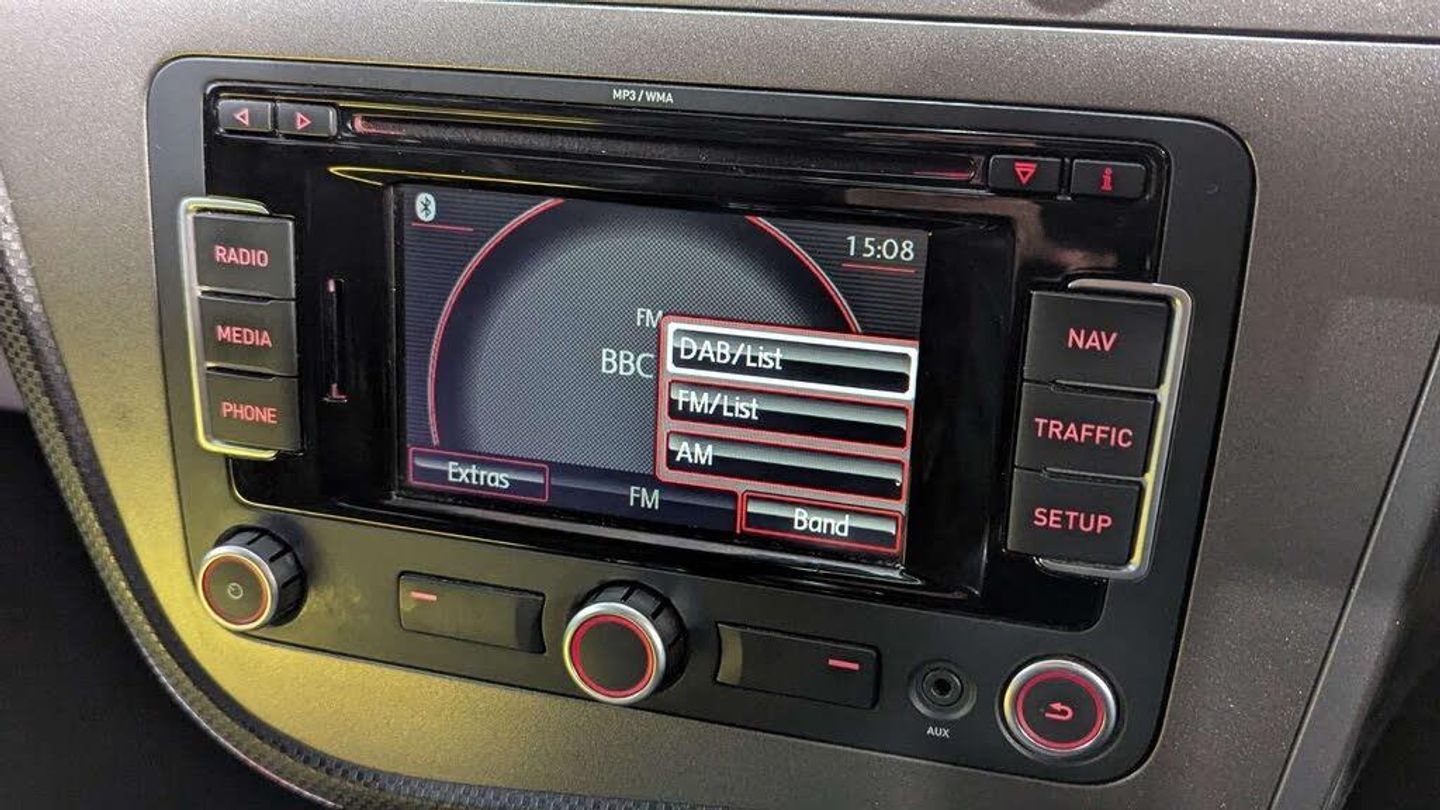 MP3 / WMA
RADIO
MEDIA
PHONE
15:08
FM
BBC
DAB/List
FM/List
AM
Extras
FM
Band
NAV
TRAFFIC
SETUP
AUX